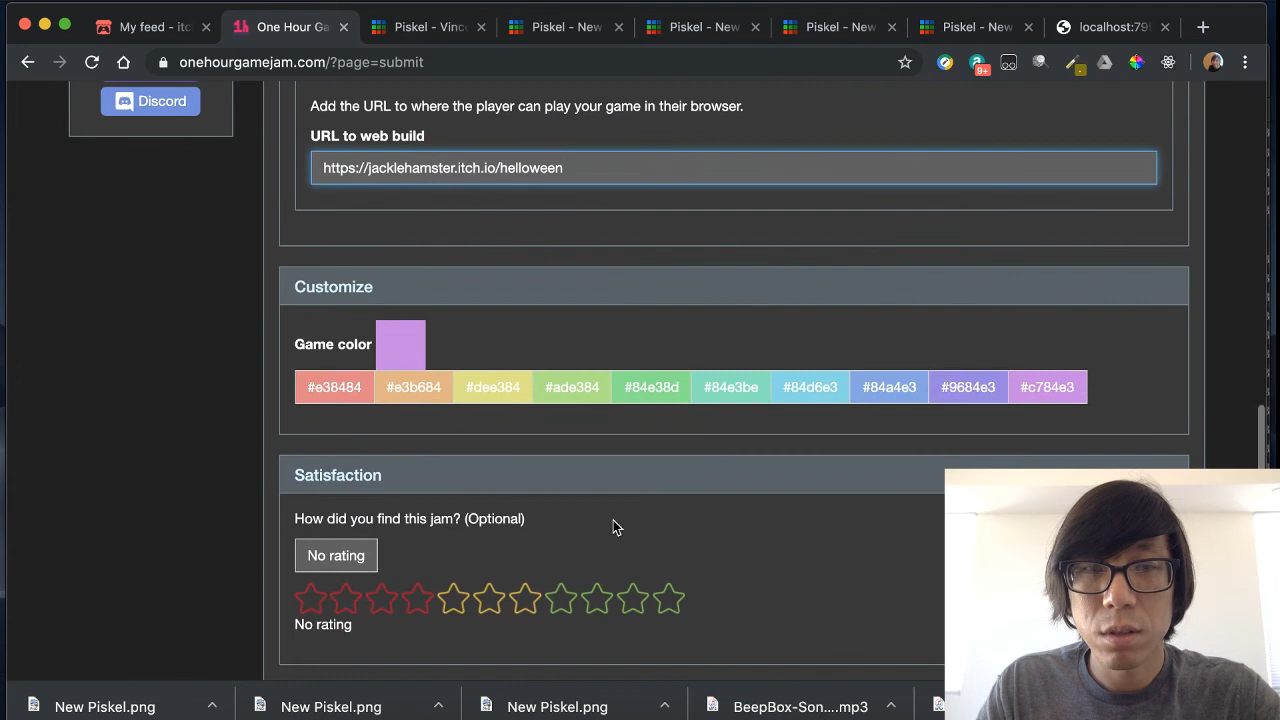 My feed - itc
One Hour Ga
Piskel - Vinc
Piskel - New
Piskel - New
Piskel - New
Piskel - New
localhost:799
onehourgamejam.com/?page=submit
9+
Discord
Add the URL to where the player can play your game in their browser.
URL to web build
https://jacklehamster.itch.io/helloween
Customize
Game color
#e38484 #e3b684 #dee384 #ade384 #84e38d #84e3be #84d6e3 #84a4e3 #9684e3 #c784e3
Satisfaction
How did you find this jam? (Optional)
No rating
No rating
New Piskel.png
New Piskel.png
New Piskel.png
BeepBox-Son....mp3